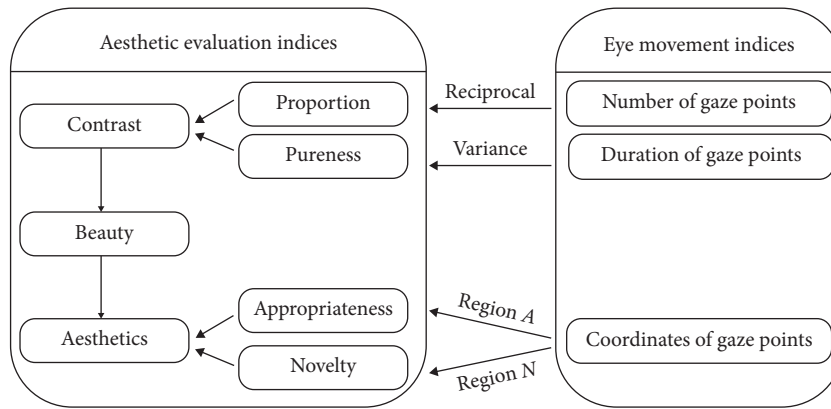 Aesthetic evaluation indices
Eye movement indices
Proportion
Reciprocal
Number of gaze points
Contrast
Pureness
Variance
Duration of gaze points
Beauty
Appropriateness
Region A
Aesthetics
Coordinates of gaze points
Novelty
Region N